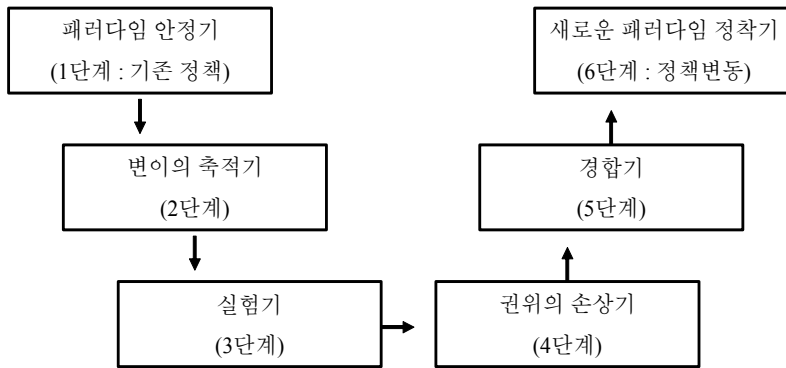 패러다임 안정기
(1단계 : 기존 정책)
변이의 축적기
(2단계)
실험기
(3단계)
권위의 손상기
(4단계)
경합기
(5단계)
새로운 패러다임 정착기
(6단계 : 정책변동)